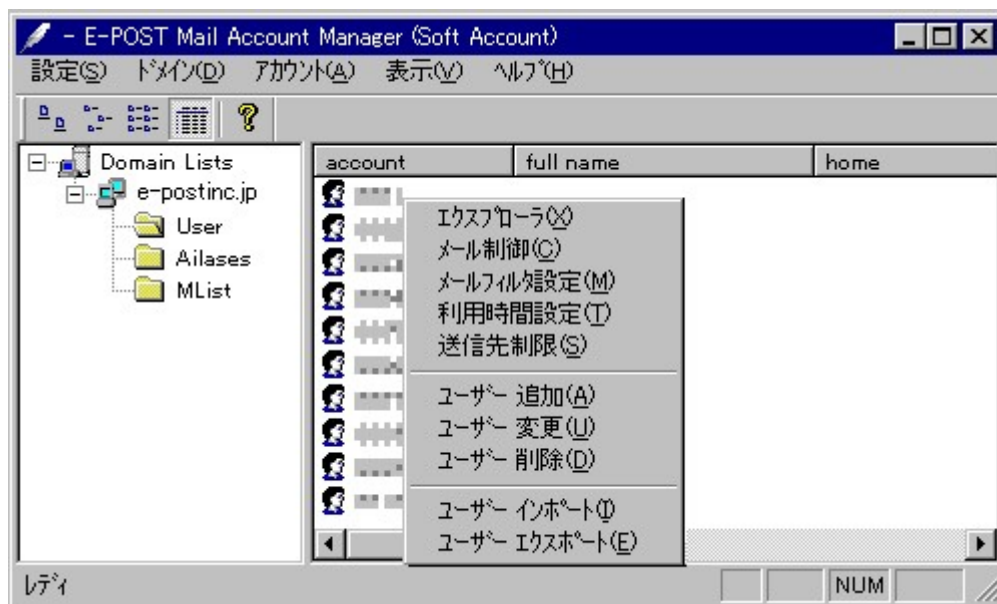 - E-POST Mail Account Manager (Soft Account)
設定(S) ﾄﾞﾒｲﾝ(D) ｱｶｳﾝﾄ(A) 表示(V) ﾍﾙﾌﾟ(H)
Domain Lists
e-postinc.jp
User
Ailases
MList
account full name home
ｴｸｽﾌﾟﾛｰﾗ(X)
ﾒｰﾙ制御(C)
ﾒｰﾙﾌｨﾙﾀ設定(M)
利用時間設定(T)
送信先制限(S)
ﾕｰｻﾞｰ 追加(A)
ﾕｰｻﾞｰ 変更(U)
ﾕｰｻﾞｰ 削除(D)
ﾕｰｻﾞｰ ｲﾝﾎﾟｰﾄ(I)
ﾕｰｻﾞｰ ｴｸｽﾎﾟｰﾄ(E)
ﾚﾃﾞｨ NUM